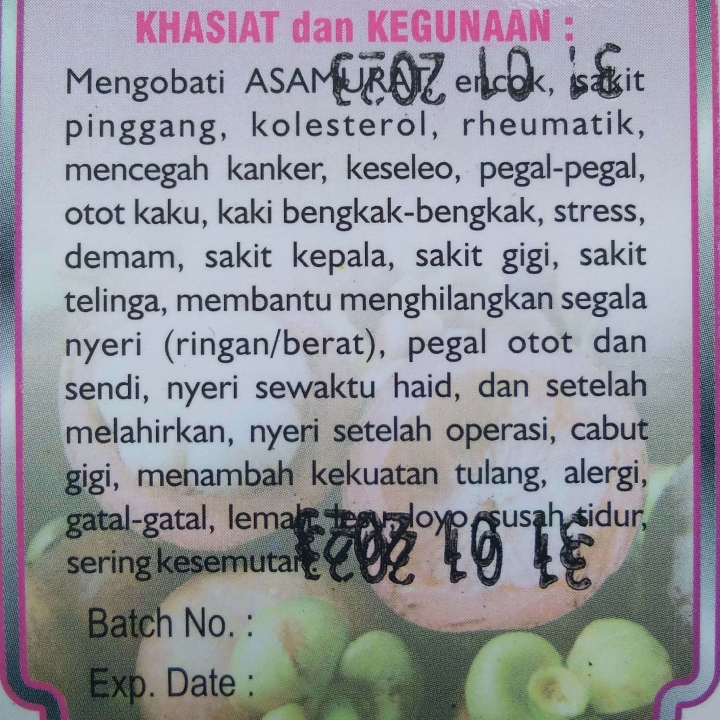 KHASIAT dan KEGUNAAN :
Mengobati ASAMURAT, encok, sakit
pinggang, kolesterol, rheumatik,
mencegah kanker, keseleo, pegal-pegal,
otot kaku, kaki bengkak-bengkak, stress,
demam, sakit kepala, sakit gigi, sakit
telinga, membantu menghilangkan segala
nyeri (ringan/berat), pegal otot dan
sendi, nyeri sewaktu haid, dan setelah
melahirkan, nyeri setelah operasi, cabut
gigi, menambah kekuatan tulang, alergi,
gatal-gatal, lemah, loyo, susah tidur,
sering kesemutan.
Batch No. :
Exp. Date :